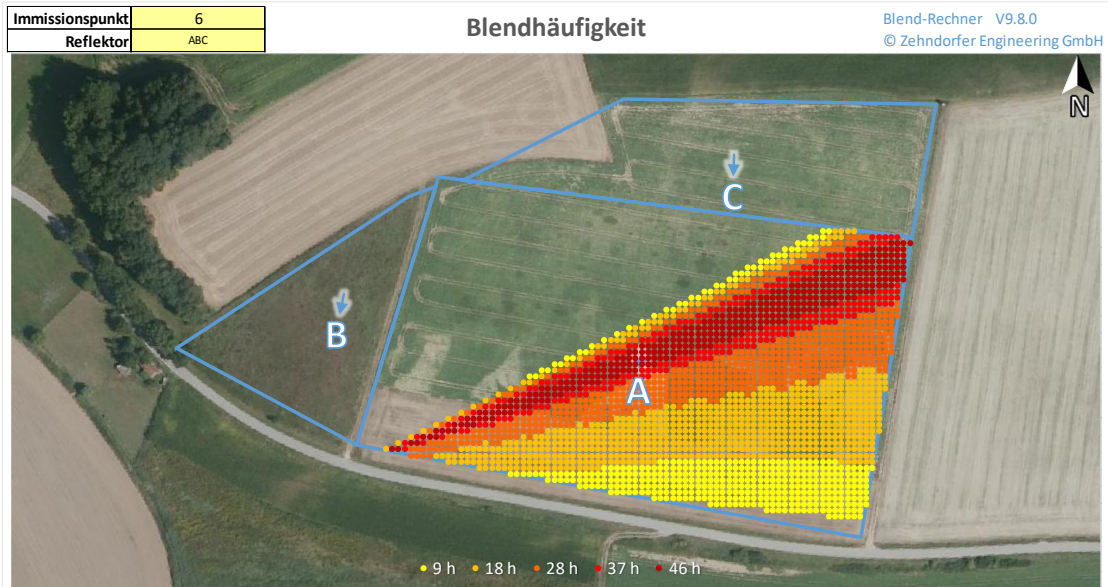 Immissionspunkt 6
Reflektor ABC
Blendhäufigkeit
Blend-Rechner V9.8.0
© Zehndorfer Engineering GmbH
N
C
B
A
9 h 18 h 28 h 37 h 46 h